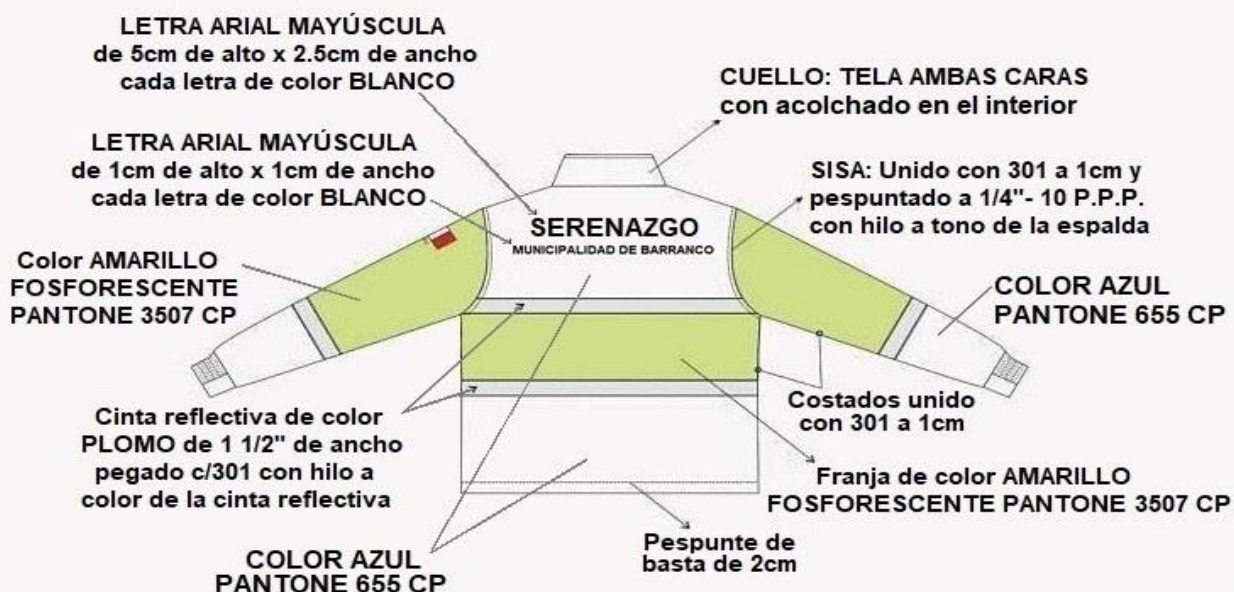 LETRA ARIAL MAYÚSCULA
de 5cm de alto x 2.5cm de ancho
cada letra de color BLANCO
CUELLO: TELA AMBAS CARAS
con acolchado en el interior
LETRA ARIAL MAYÚSCULA
de 1cm de alto x 1cm de ancho
cada letra de color BLANCO
SISA: Unido con 301 a 1cm y
pespuntado a 1/4"- 10 P.P.P.
con hilo a tono de la espalda
SERENAZGO
MUNICIPALIDAD DE BARRANCO
Color AMARILLO
FOSFORESCENTE
PANTONE 3507 CP
COLOR AZUL
PANTONE 655 CP
Cinta reflectiva de color
PLOMO de 1 1/2" de ancho
pegado c/301 con hilo a
color de la cinta reflectiva
Costados unido
con 301 a 1cm
Franja de color AMARILLO
FOSFORESCENTE PANTONE 3507 CP
COLOR AZUL
PANTONE 655 CP
Pespunte de
basta de 2cm